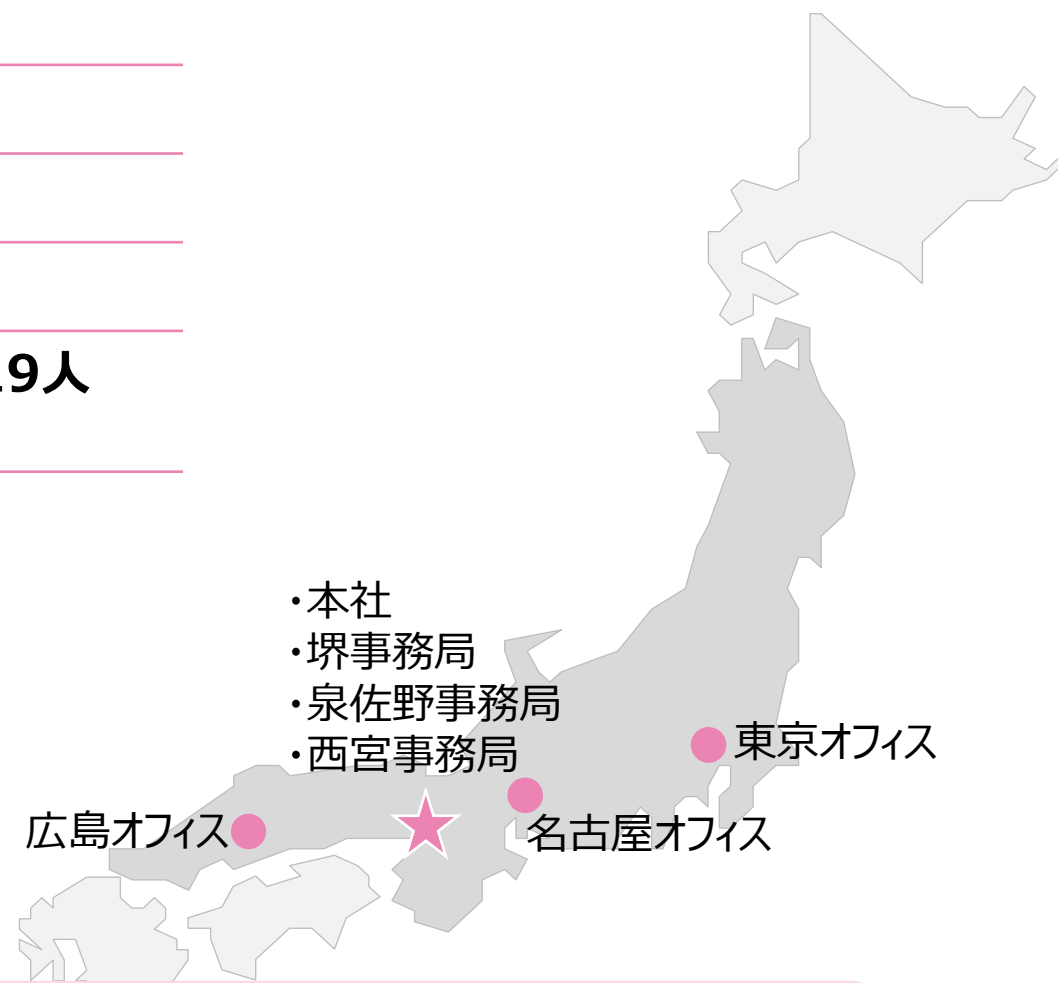 9人
・本社
・堺事務局
・泉佐野事務局
・西宮事務局
東京オフィス
広島オフィス
名古屋オフィス